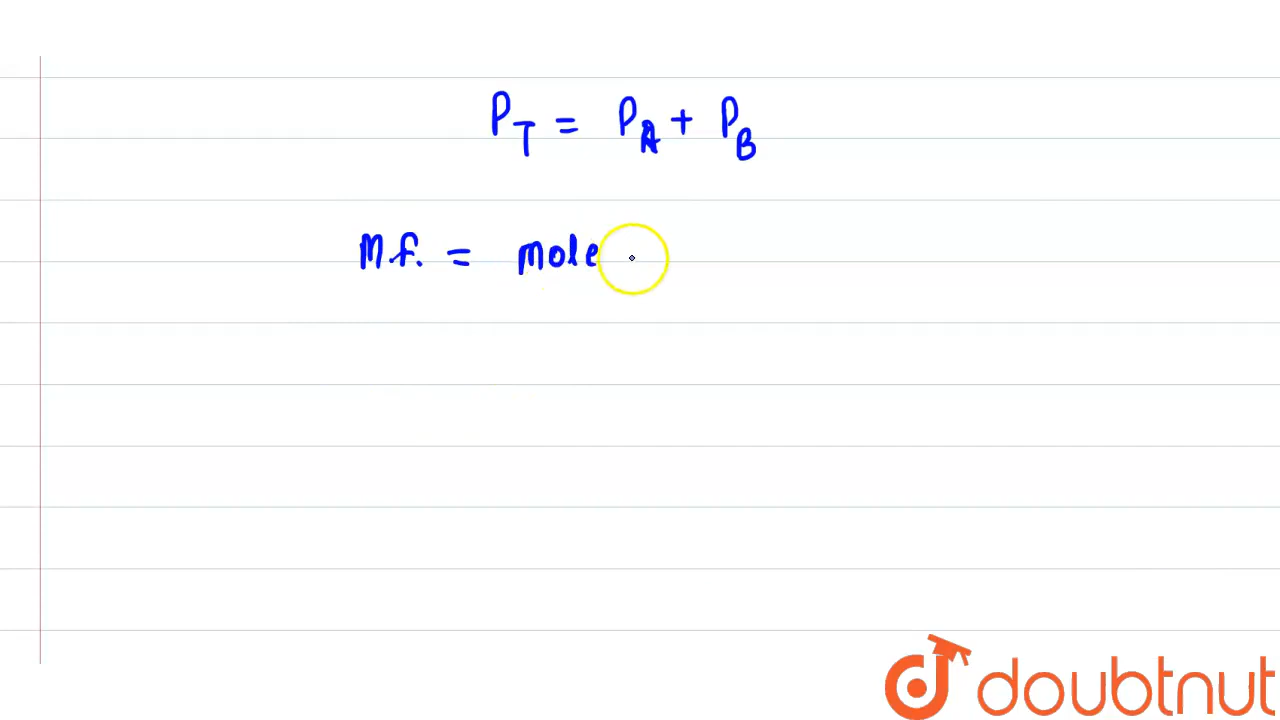 P_T = P_A + P_B
M.f. = mole
doubtnut